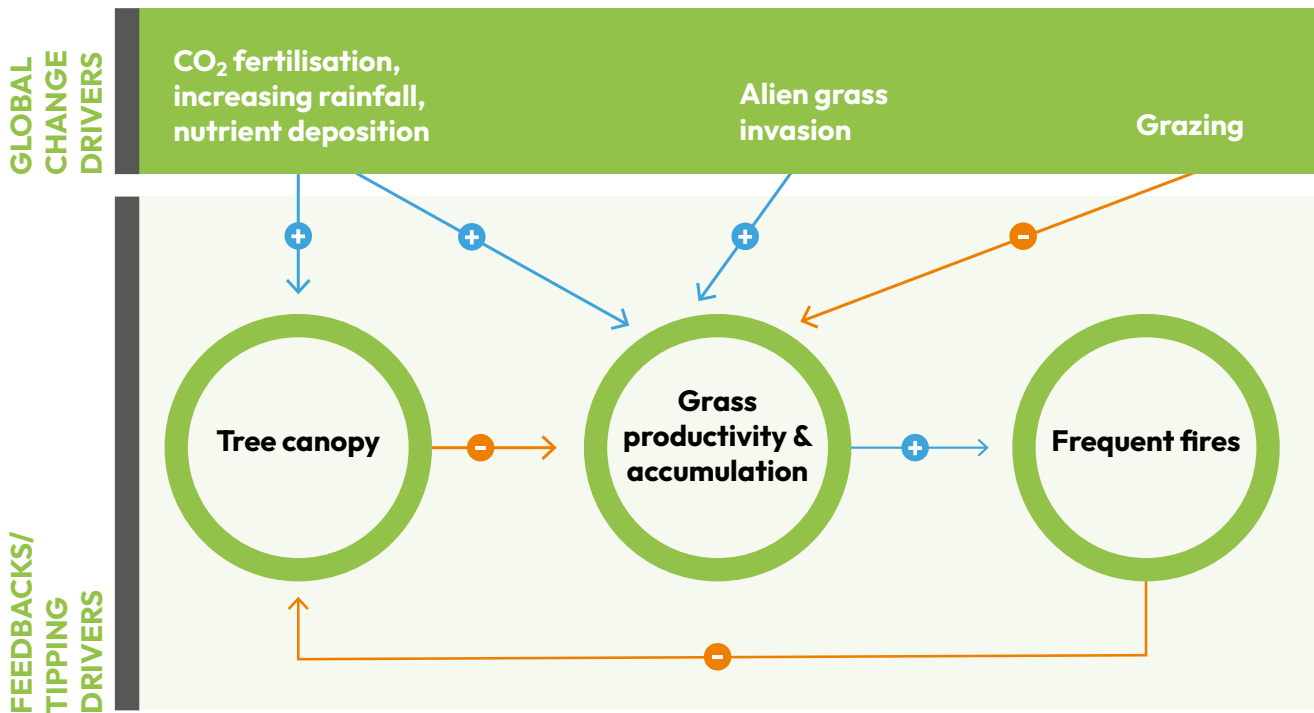 GLOBAL
CHANGE
DRIVERS
CO₂ fertilisation,
increasing rainfall,
nutrient deposition
Alien grass
invasion
Grazing
+
+
+
-
FEEDBACKS/
TIPPING
DRIVERS
Tree canopy
-
Grass
productivity &
accumulation
+
Frequent fires
-